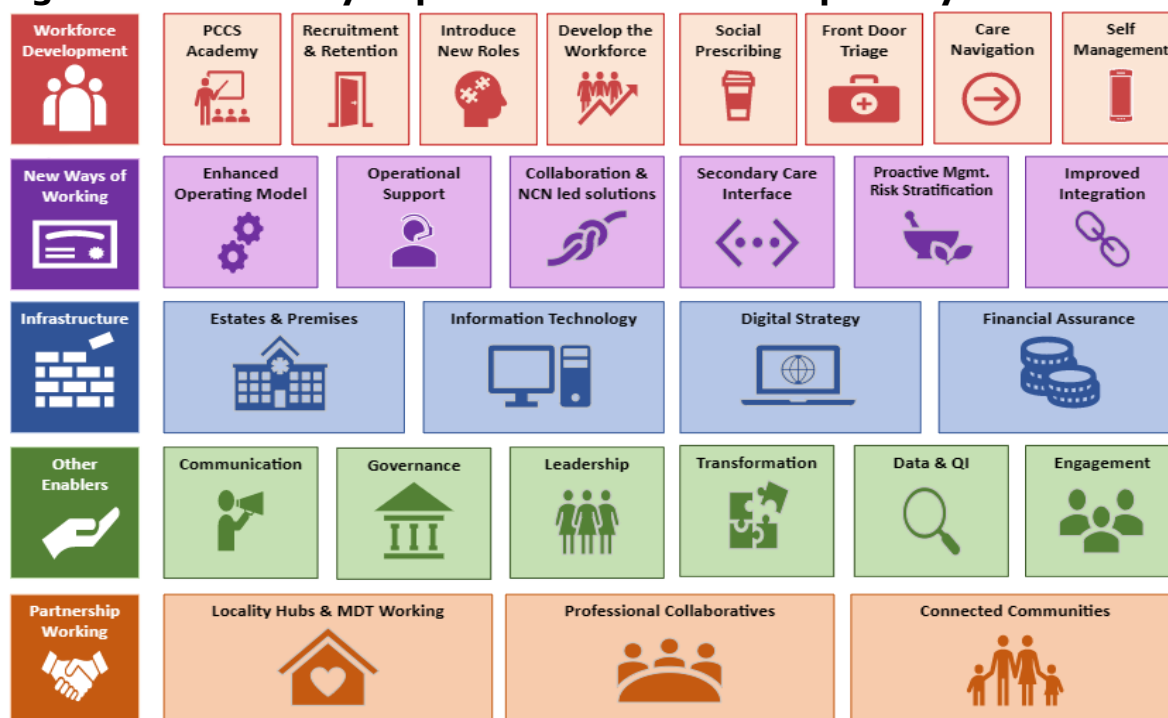 Workforce
Development
PCCS
Academy
Recruitment
& Retention
Introduce
New Roles
Develop the
Workforce
Social
Prescribing
Front Door
Triage
Care
Navigation
Self
Management
New Ways of
Working
Enhanced
Operating Model
Operational
Support
Collaboration &
NCN led solutions
Secondary Care
Interface
Proactive Mgmt.
Risk Stratification
Improved
Integration
Infrastructure
Estates & Premises
Information Technology
Digital Strategy
Financial Assurance
Other
Enablers
Communication
Governance
Leadership
Transformation
Data & QI
Engagement
Partnership
Working
Locality Hubs & MDT Working
Professional Collaboratives
Connected Communities